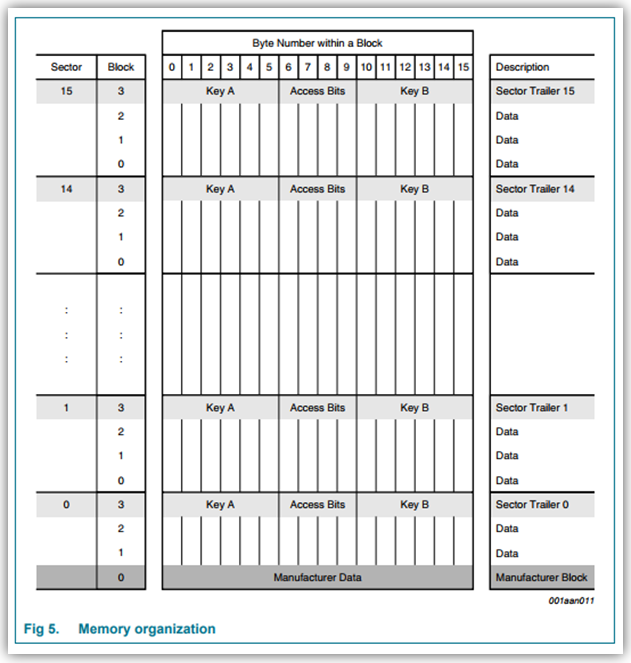 Byte Number within a Block
Sector Block 0 1 2 3 4 5 6 7 8 9 10 11 12 13 14 15 Description
15 3 Key A Access Bits Key B Sector Trailer 15
2 Data
1 Data
0 Data
14 3 Key A Access Bits Key B Sector Trailer 14
2 Data
1 Data
0 Data
: :
: :
: :
1 3 Key A Access Bits Key B Sector Trailer 1
2 Data
1 Data
0 Data
0 3 Key A Access Bits Key B Sector Trailer 0
2 Data
1 Data
0 Manufacturer Data Manufacturer Block
001aan011
Fig 5. Memory organization